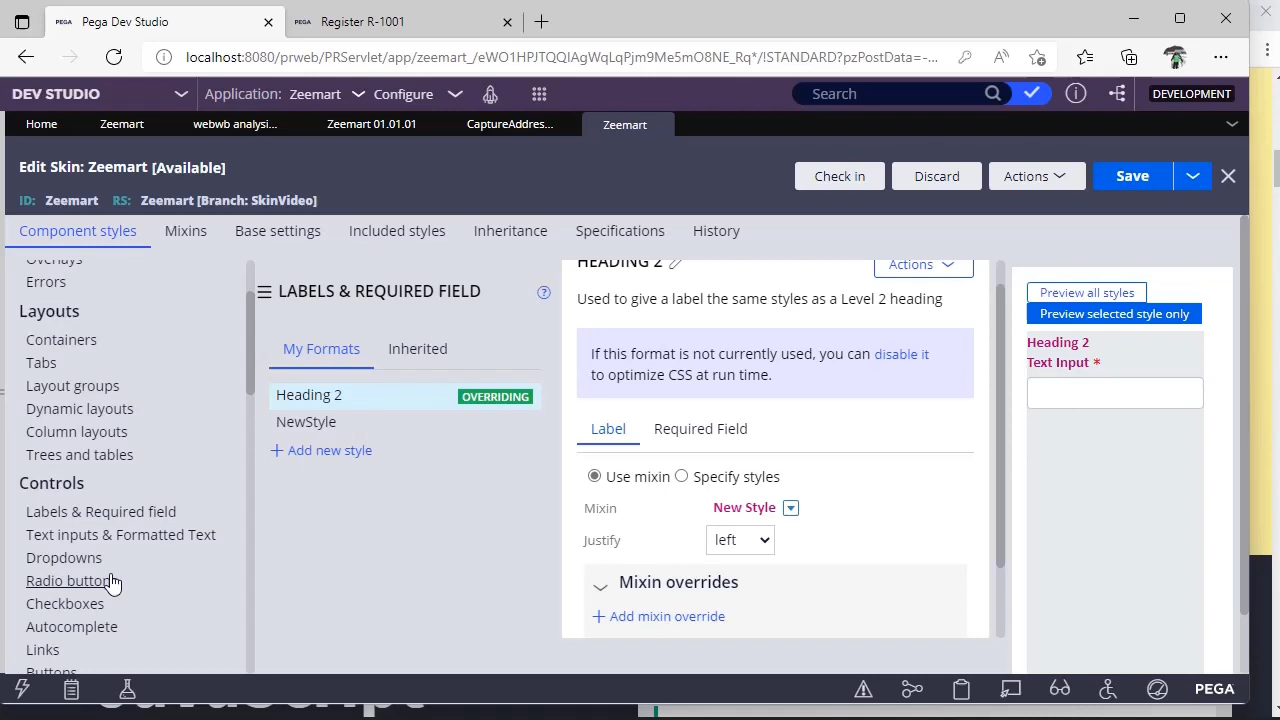 PEGA Pega Dev Studio
PEGA Register R-1001
localhost:8080/prweb/PRServlet/app/zeemart_/eWO1HPJTQOAgWqLqPjm9Me5mO8NE_Rq*/!STANDARD?pzPostData=-...
DEV STUDIO
Application: Zeemart
Configure
Search
DEVELOPMENT
Home
Zeemart
webwb analysi...
Zeemart 01.01.01
CaptureAddres...
Zeemart
Edit Skin: Zeemart [Available]
ID: Zeemart RS: Zeemart [Branch: SkinVideo]
Check in
Discard
Actions
Save
Component styles
Mixins
Base settings
Included styles
Inheritance
Specifications
History
Overlays
Errors
Layouts
Containers
Tabs
Layout groups
Dynamic layouts
Column layouts
Trees and tables
Controls
Labels & Required field
Text inputs & Formatted Text
Dropdowns
Radio button
Checkboxes
Autocomplete
Links
Buttons
LABELS & REQUIRED FIELD
My Formats
Inherited
Heading 2
OVERRIDING
NewStyle
+ Add new style
HEADING 2
Actions
Used to give a label the same styles as a Level 2 heading
If this format is not currently used, you can disable it
to optimize CSS at run time.
Label
Required Field
Use mixin
Specify styles
Mixin
New Style
Justify
left
Mixin overrides
+ Add mixin override
Preview all styles
Preview selected style only
Heading 2
Text Input *
PEGA
JavaScript